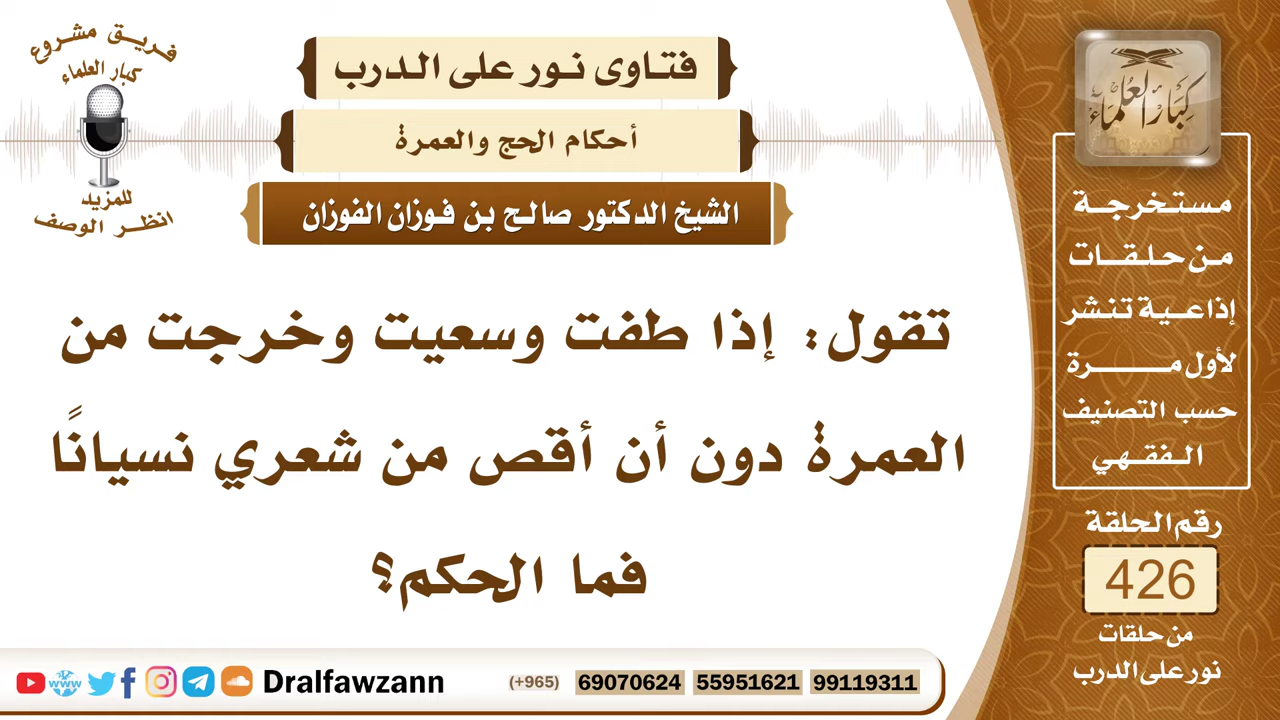 فريق مشروع
كبار العلماء
للمزيد
انظر الوصف
فتاوى نور على الدرب
أحكام الحج والعمرة
الشيخ الدكتور صالح بن فوزان الفوزان
تقول: إذا طفت وسعيت وخرجت من
العمرة دون أن أقص من شعري نسيانًا
فما الحكم؟
كبار العلماء
مستخرجة
من حلقات
إذاعية تنشر
لأول مرة
حسب التصنيف
الفقهي
رقم الحلقة
426
من حلقات
نور على الدرب
www Dralfawzann (+965) 69070624 55951621 99119311